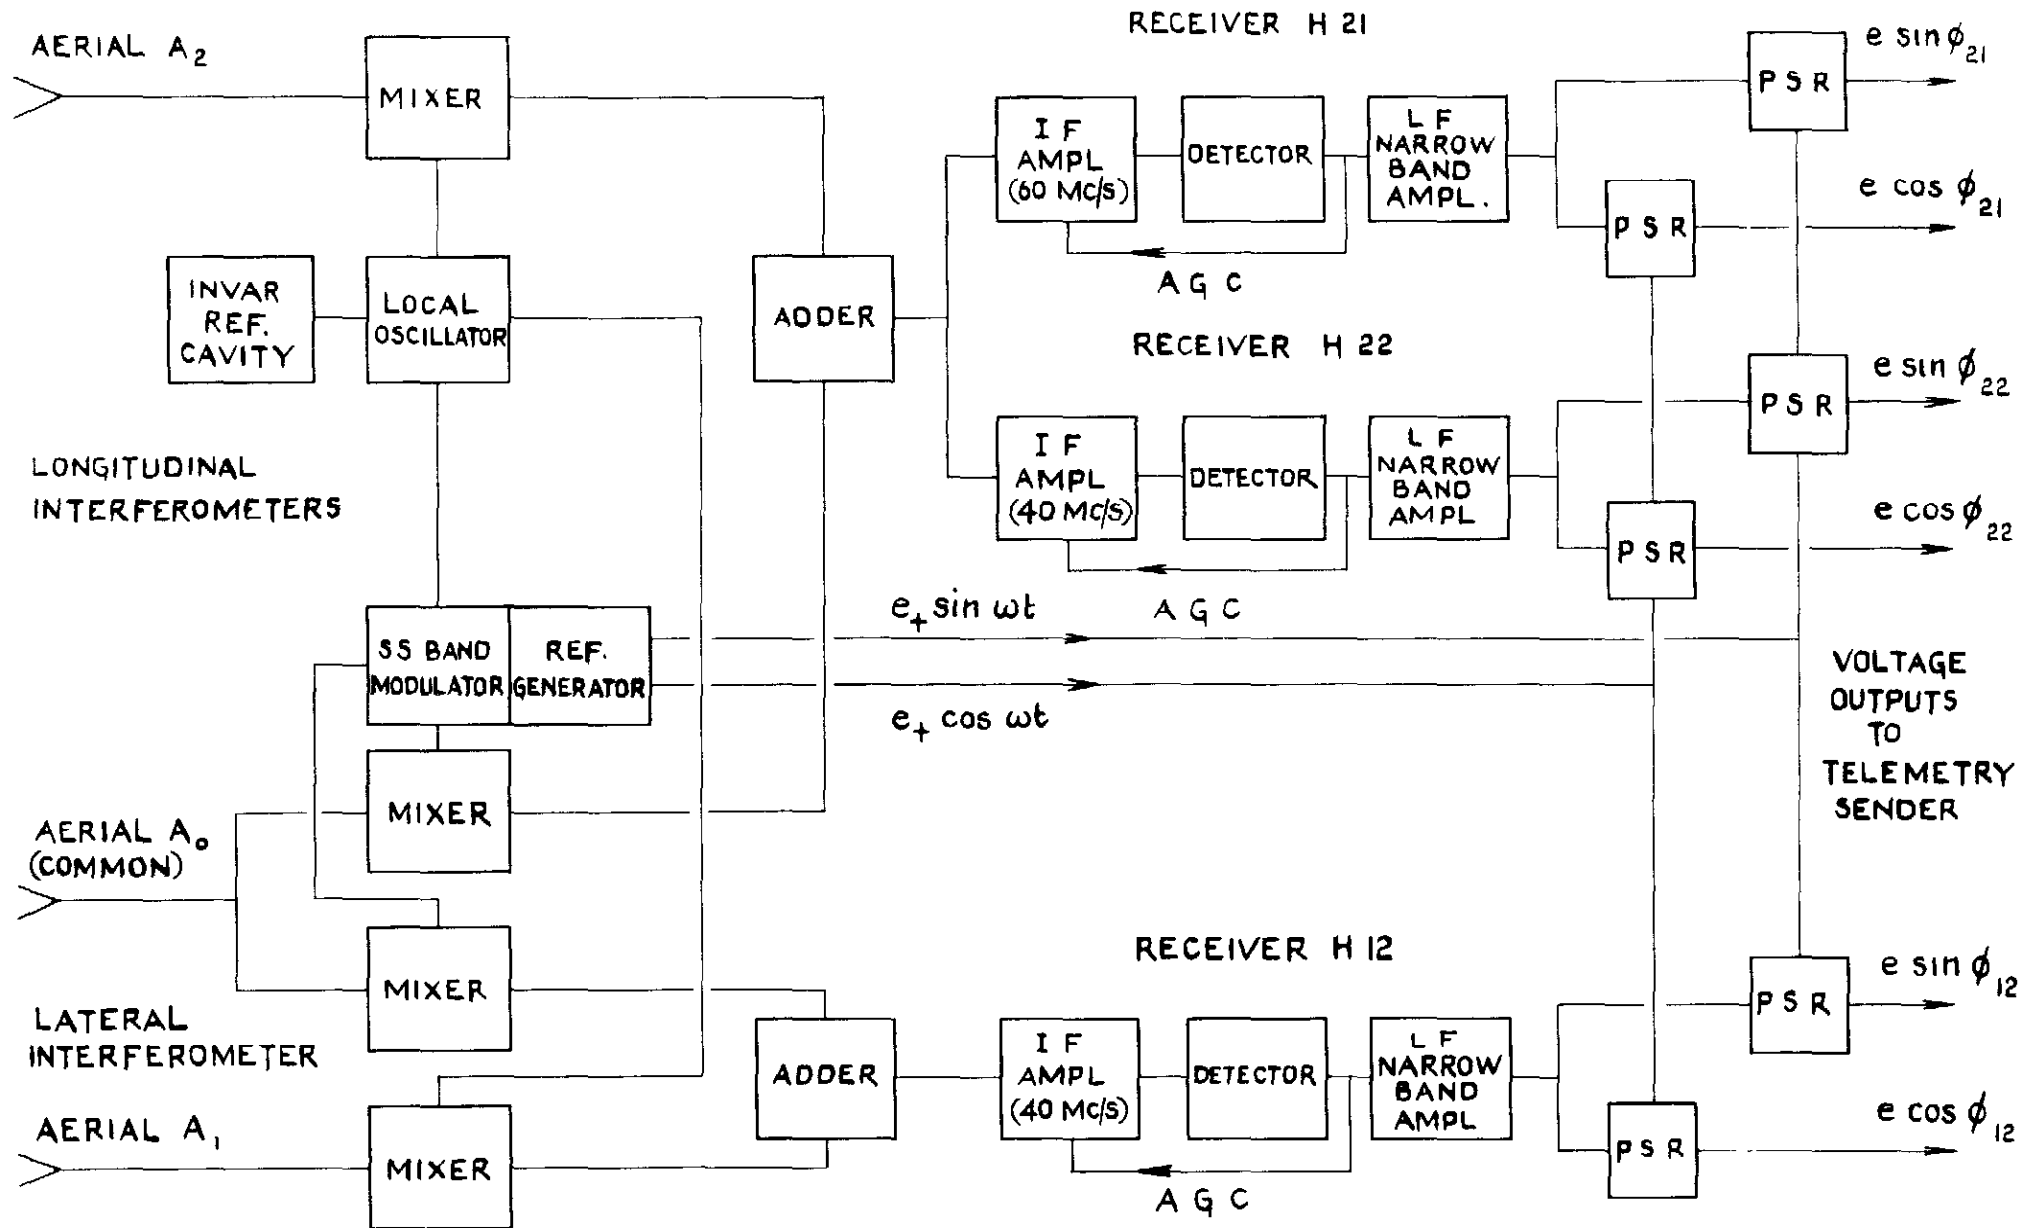 RECEIVER H 21
AERIAL A₂
MIXER
I F
AMPL
(60 Mc/s)
DETECTOR
L F
NARROW
BAND
AMPL.
PSR
e sin ϕ₂₁
PSR
e cos ϕ₂₁
A G C
INVAR
REF.
CAVITY
LOCAL
OSCILLATOR
ADDER
RECEIVER H 22
I F
AMPL
(40 Mc/s)
DETECTOR
L F
NARROW
BAND
AMPL
PSR
e sin ϕ₂₂
PSR
e cos ϕ₂₂
A G C
LONGITUDINAL
INTERFEROMETERS
SS BAND
MODULATOR
REF.
GENERATOR
e₊ sin ωt
e₊ cos ωt
VOLTAGE
OUTPUTS
TO
TELEMETRY
SENDER
MIXER
AERIAL A₀
(COMMON)
MIXER
LATERAL
INTERFEROMETER
AERIAL A₁
MIXER
ADDER
RECEIVER H 12
I F
AMPL
(40 Mc/s)
DETECTOR
L F
NARROW
BAND
AMPL
PSR
e sin ϕ₁₂
PSR
e cos ϕ₁₂
A G C